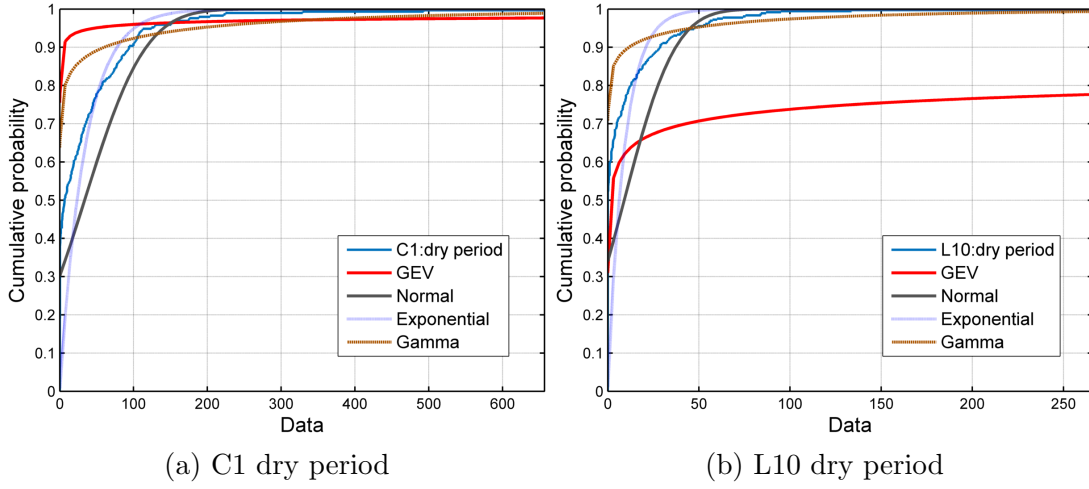 1
0.9
0.8
0.7
0.6
0.5
0.4
0.3
0.2
0.1
0
Cumulative probability
C1:dry period
GEV
Normal
Exponential
Gamma
0 100 200 300 400 500 600
Data
(a) C1 dry period
1
0.9
0.8
0.7
0.6
0.5
0.4
0.3
0.2
0.1
0
Cumulative probability
L10:dry period
GEV
Normal
Exponential
Gamma
0 50 100 150 200 250
Data
(b) L10 dry period